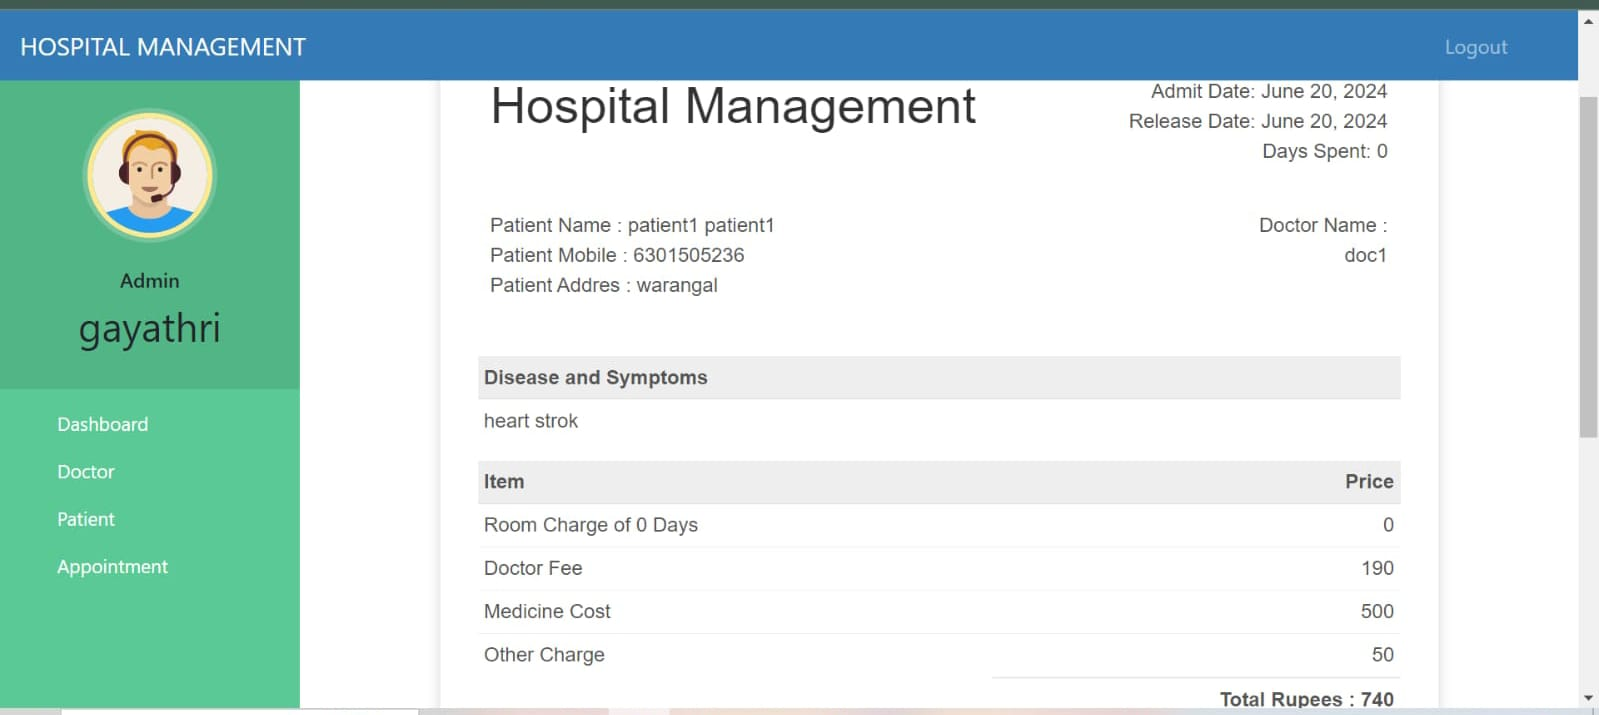 HOSPITAL MANAGEMENT
Logout
Admin
gayathri
Dashboard
Doctor
Patient
Appointment
Hospital Management
Admit Date: June 20, 2024
Release Date: June 20, 2024
Days Spent: 0
Patient Name : patient1 patient1
Patient Mobile : 6301505236
Patient Addres : warangal
Doctor Name :
doc1
Disease and Symptoms
heart strok
Item Price
Room Charge of 0 Days 0
Doctor Fee 190
Medicine Cost 500
Other Charge 50
Total Rupees : 740